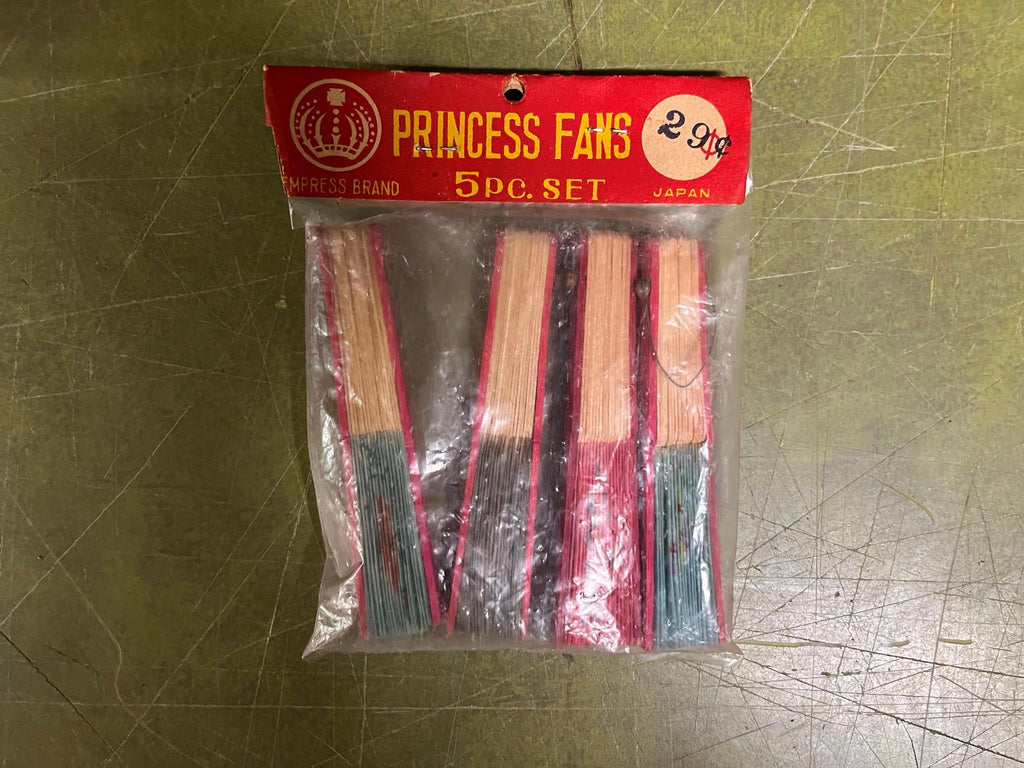 PRINCESS FANS
29¢
EMPRESS BRAND
5PC. SET
JAPAN